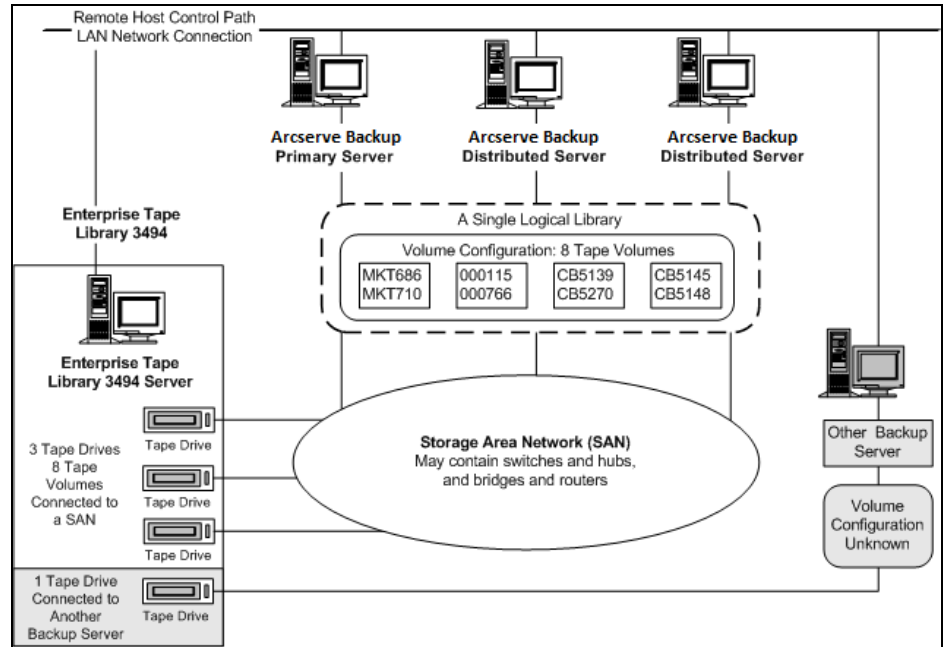 Remote Host Control Path
LAN Network Connection
Arcserve Backup
Primary Server
Arcserve Backup
Distributed Server
Arcserve Backup
Distributed Server
A Single Logical Library
Volume Configuration: 8 Tape Volumes
MKT686
MKT710
000115
000766
CB5139
CB5270
CB5145
CB5148
Enterprise Tape
Library 3494
Enterprise Tape
Library 3494 Server
3 Tape Drives
8 Tape
Volumes
Connected to
a SAN
Tape Drive
Tape Drive
Tape Drive
1 Tape Drive
Connected to
Another
Backup Server
Tape Drive
Storage Area Network (SAN)
May contain switches and hubs,
and bridges and routers
Other Backup
Server
Volume
Configuration
Unknown